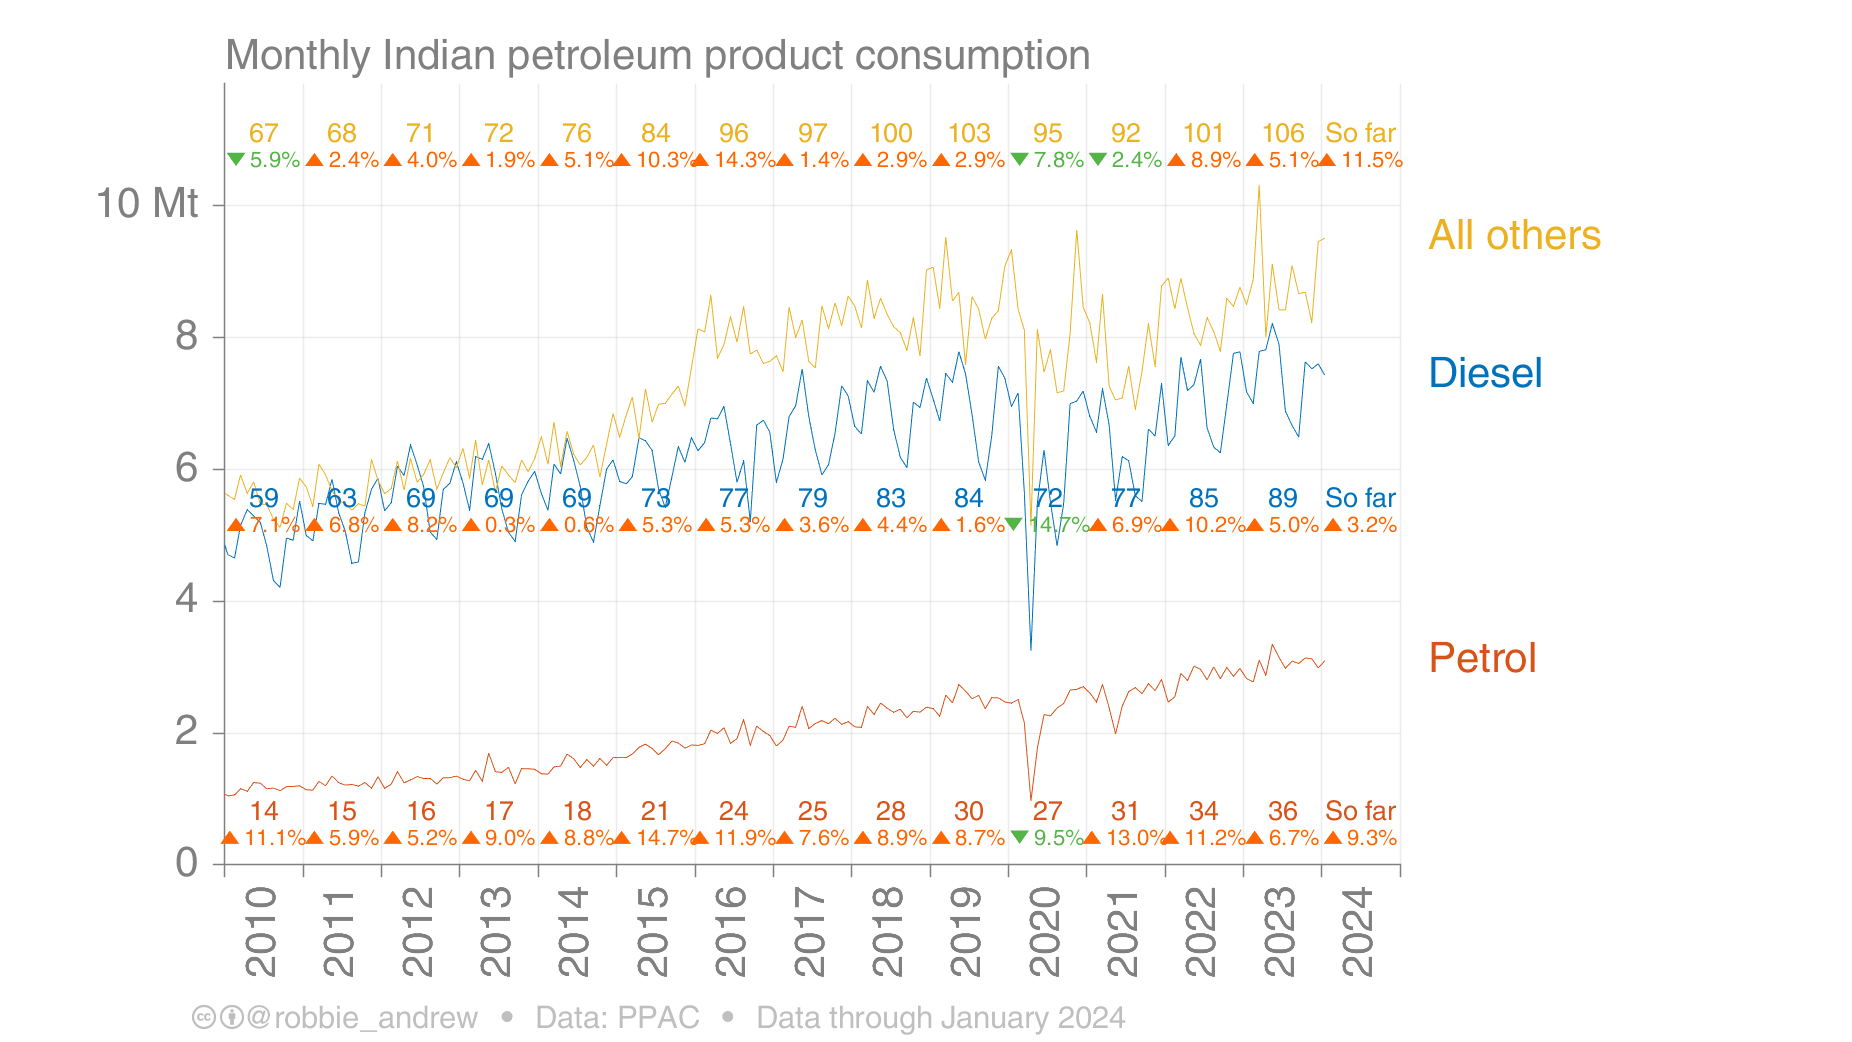 Monthly Indian petroleum product consumption
67 68 71 72 76 84 96 97 100 103 95 92 101 106 So far
▼ 5.9% ▲ 2.4% ▲ 4.0% ▲ 1.9% ▲ 5.1% ▲ 10.3% ▲ 14.3% ▲ 1.4% ▲ 2.9% ▲ 2.9% ▼ 7.8% ▼ 2.4% ▲ 8.9% ▲ 5.1% ▲ 11.5%
10 Mt
All others
8
Diesel
6
59 63 69 69 69 73 77 79 83 84 72 77 85 89 So far
▲ 7.1% ▲ 6.8% ▲ 8.2% ▲ 0.3% ▲ 0.6% ▲ 5.3% ▲ 5.3% ▲ 3.6% ▲ 4.4% ▲ 1.6% ▼ 14.7% ▲ 6.9% ▲ 10.2% ▲ 5.0% ▲ 3.2%
4
Petrol
2
14 15 16 17 18 21 24 25 28 30 27 31 34 36 So far
▲ 11.1% ▲ 5.9% ▲ 5.2% ▲ 9.0% ▲ 8.8% ▲ 14.7% ▲ 11.9% ▲ 7.6% ▲ 8.9% ▲ 8.7% ▼ 9.5% ▲ 13.0% ▲ 11.2% ▲ 6.7% ▲ 9.3%
0
2010 2011 2012 2013 2014 2015 2016 2017 2018 2019 2020 2021 2022 2023 2024
@robbie_andrew • Data: PPAC • Data through January 2024